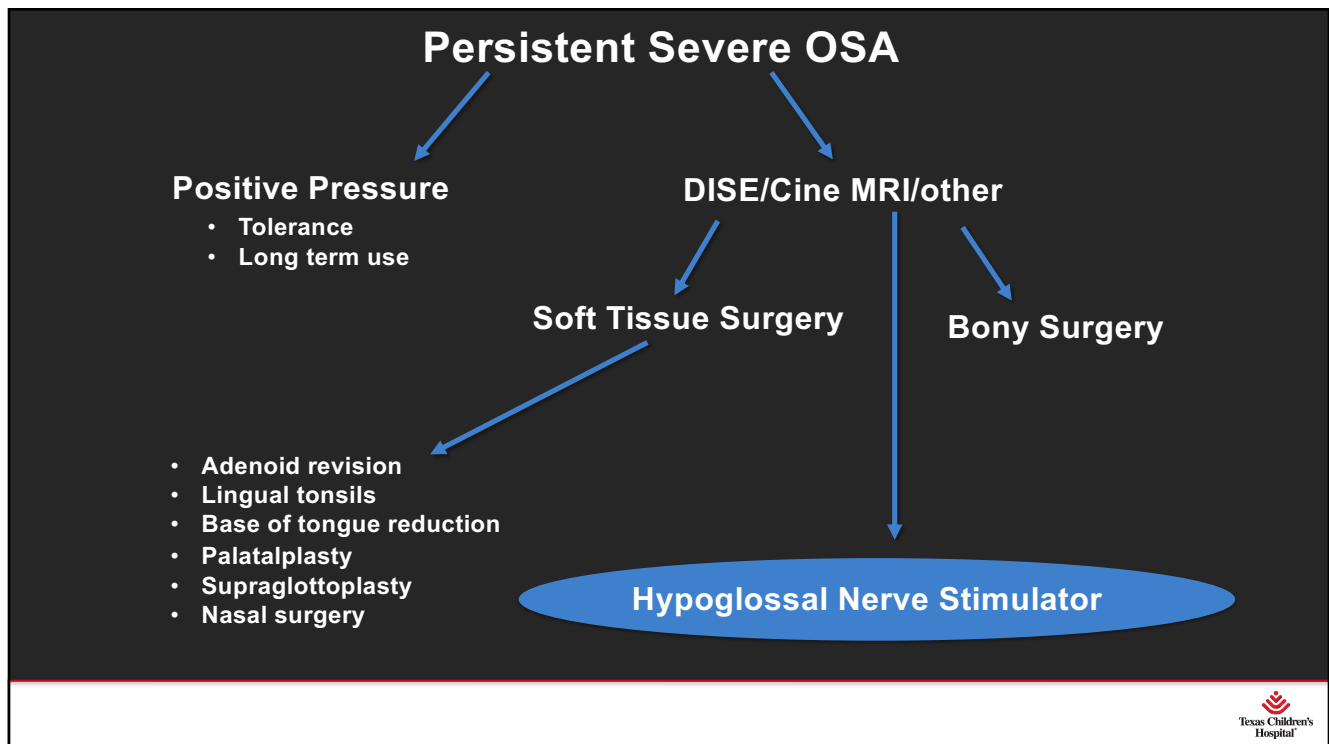 Persistent Severe OSA
Positive Pressure
• Tolerance
• Long term use
DISE/Cine MRI/other
Soft Tissue Surgery
Bony Surgery
• Adenoid revision
• Lingual tonsils
• Base of tongue reduction
• Palatalplasty
• Supraglottoplasty
• Nasal surgery
Hypoglossal Nerve Stimulator
Texas Children's
Hospital®